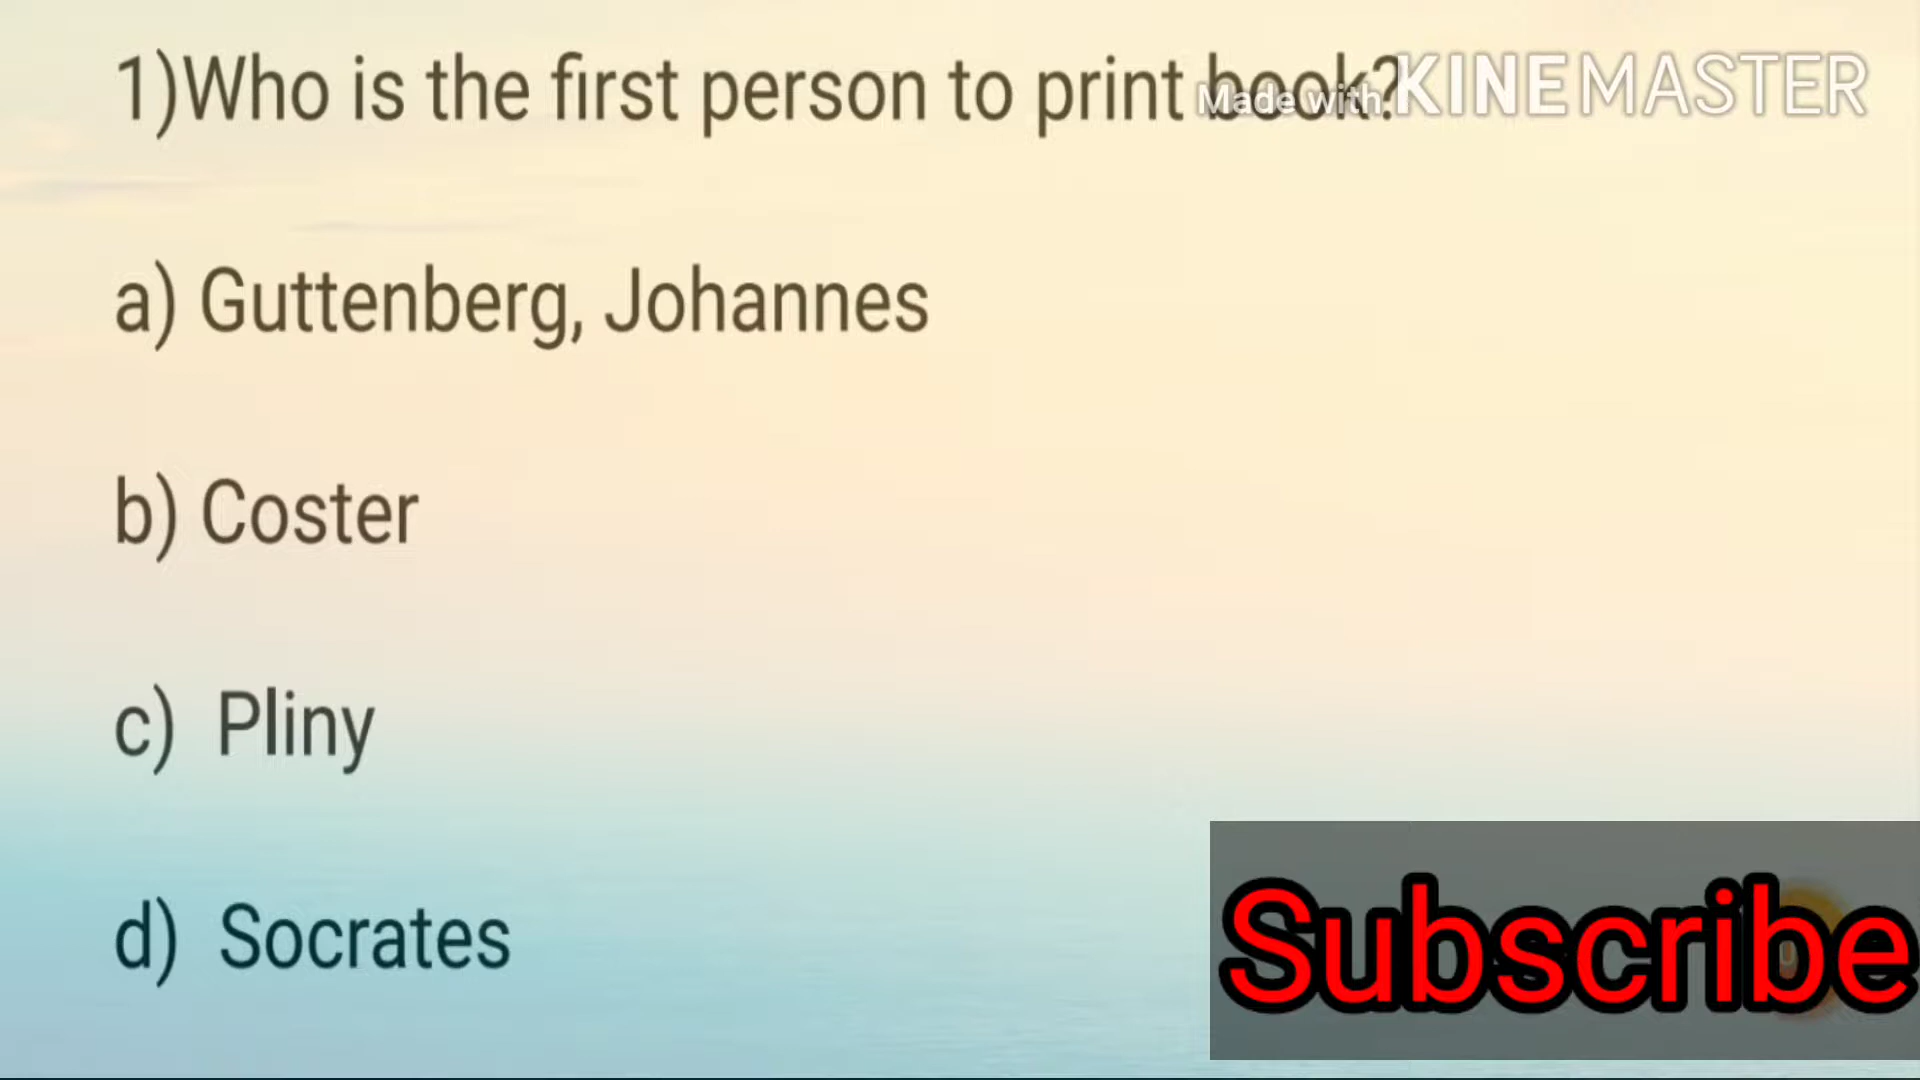 1)Who is the first person to print book?
Made with KINEMASTER
a) Guttenberg, Johannes
b) Coster
c) Pliny
d) Socrates
Subscribe